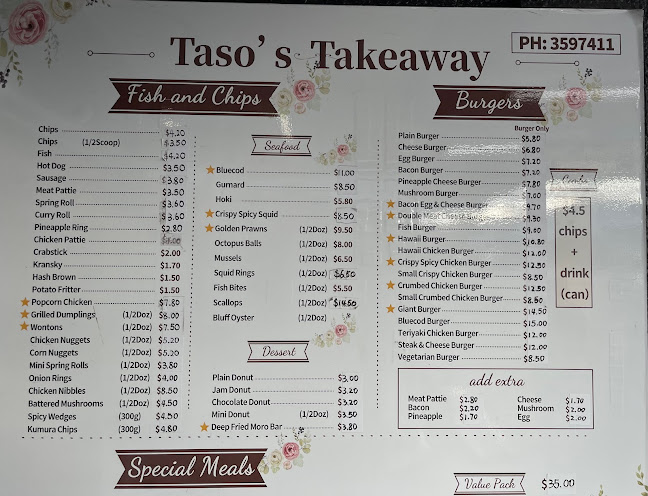 Taso's Takeaway
PH: 3597411
Fish and Chips
Chips $4.20
Chips (1/2Scoop) $3.50
Fish $4.20
Hot Dog $3.50
Sausage $3.80
Meat Pattie $3.50
Spring Roll $3.60
Curry Roll $3.60
Pineapple Ring $2.80
Chicken Pattie
Crabstick $2.00
Kransky $1.70
Hash Brown $1.50
Potato Fritter $1.50
Popcorn Chicken $7.80
Grilled Dumplings (1/2Doz) $8.00
Wontons (1/2Doz) $7.50
Chicken Nuggets (1/2Doz) $5.20
Corn Nuggets (1/2Doz) $5.20
Mini Spring Rolls (1/2Doz) $3.80
Onion Rings (1/2Doz) $4.00
Chicken Nibbles (1/2Doz) $8.50
Battered Mushrooms (1/2Doz) $4.50
Spicy Wedges (300g) $4.50
Kumura Chips (300g) $4.80
Seafood
Bluecod $11.00
Gurnard $8.50
Hoki $5.80
Crispy Spicy Squid $8.50
Golden Prawns (1/2Doz) $9.50
Octopus Balls (1/2Doz) $8.00
Mussels (1/2Doz) $6.50
Squid Rings (1/2Doz) $6.50
Fish Bites (1/2Doz) $5.50
Scallops (1/2Doz) $14.50
Bluff Oyster (1/2Doz)
Dessert
Plain Donut $3.00
Jam Donut $3.20
Chocolate Donut $3.20
Mini Donut (1/2Doz) $3.50
Deep Fried Moro Bar $3.80
Burgers
Burger Only
Plain Burger $5.80
Cheese Burger $6.80
Egg Burger $7.20
Bacon Burger $7.20
Pineapple Cheese Burger $7.80
Mushroom Burger $7.00
Bacon Egg & Cheese Burger $9.70
Double Meat Cheese Burger $9.30
Fish Burger $9.00
Hawaii Burger $10.80
Hawaii Chicken Burger $12.00
Crispy Spicy Chicken Burger $12.50
Small Crispy Chicken Burger $8.50
Crumbed Chicken Burger $12.50
Small Crumbed Chicken Burger $8.50
Giant Burger $14.50
Bluecod Burger $15.00
Teriyaki Chicken Burger $12.00
Steak & Cheese Burger $12.00
Vegetarian Burger $8.50
Combo
$4.5
chips
+
drink
(can)
add extra
Meat Pattie $2.80
Bacon $2.20
Pineapple $1.70
Cheese $1.70
Mushroom $2.00
Egg $2.00
Special Meals
Value Pack $35.00